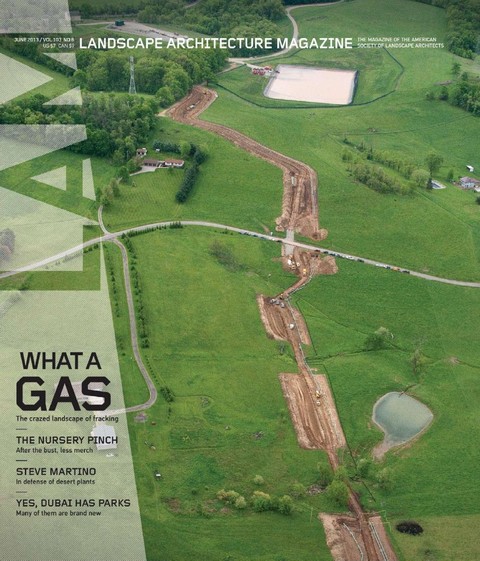 JUNE 2013 / VOL 103 NO 6
US $7 CAN $9
LANDSCAPE ARCHITECTURE MAGAZINE
THE MAGAZINE OF THE AMERICAN
SOCIETY OF LANDSCAPE ARCHITECTS
LAM
WHAT A
GAS
The crazed landscape of fracking
THE NURSERY PINCH
After the bust, less merch
STEVE MARTINO
In defense of desert plants
YES, DUBAI HAS PARKS
Many of them are brand new